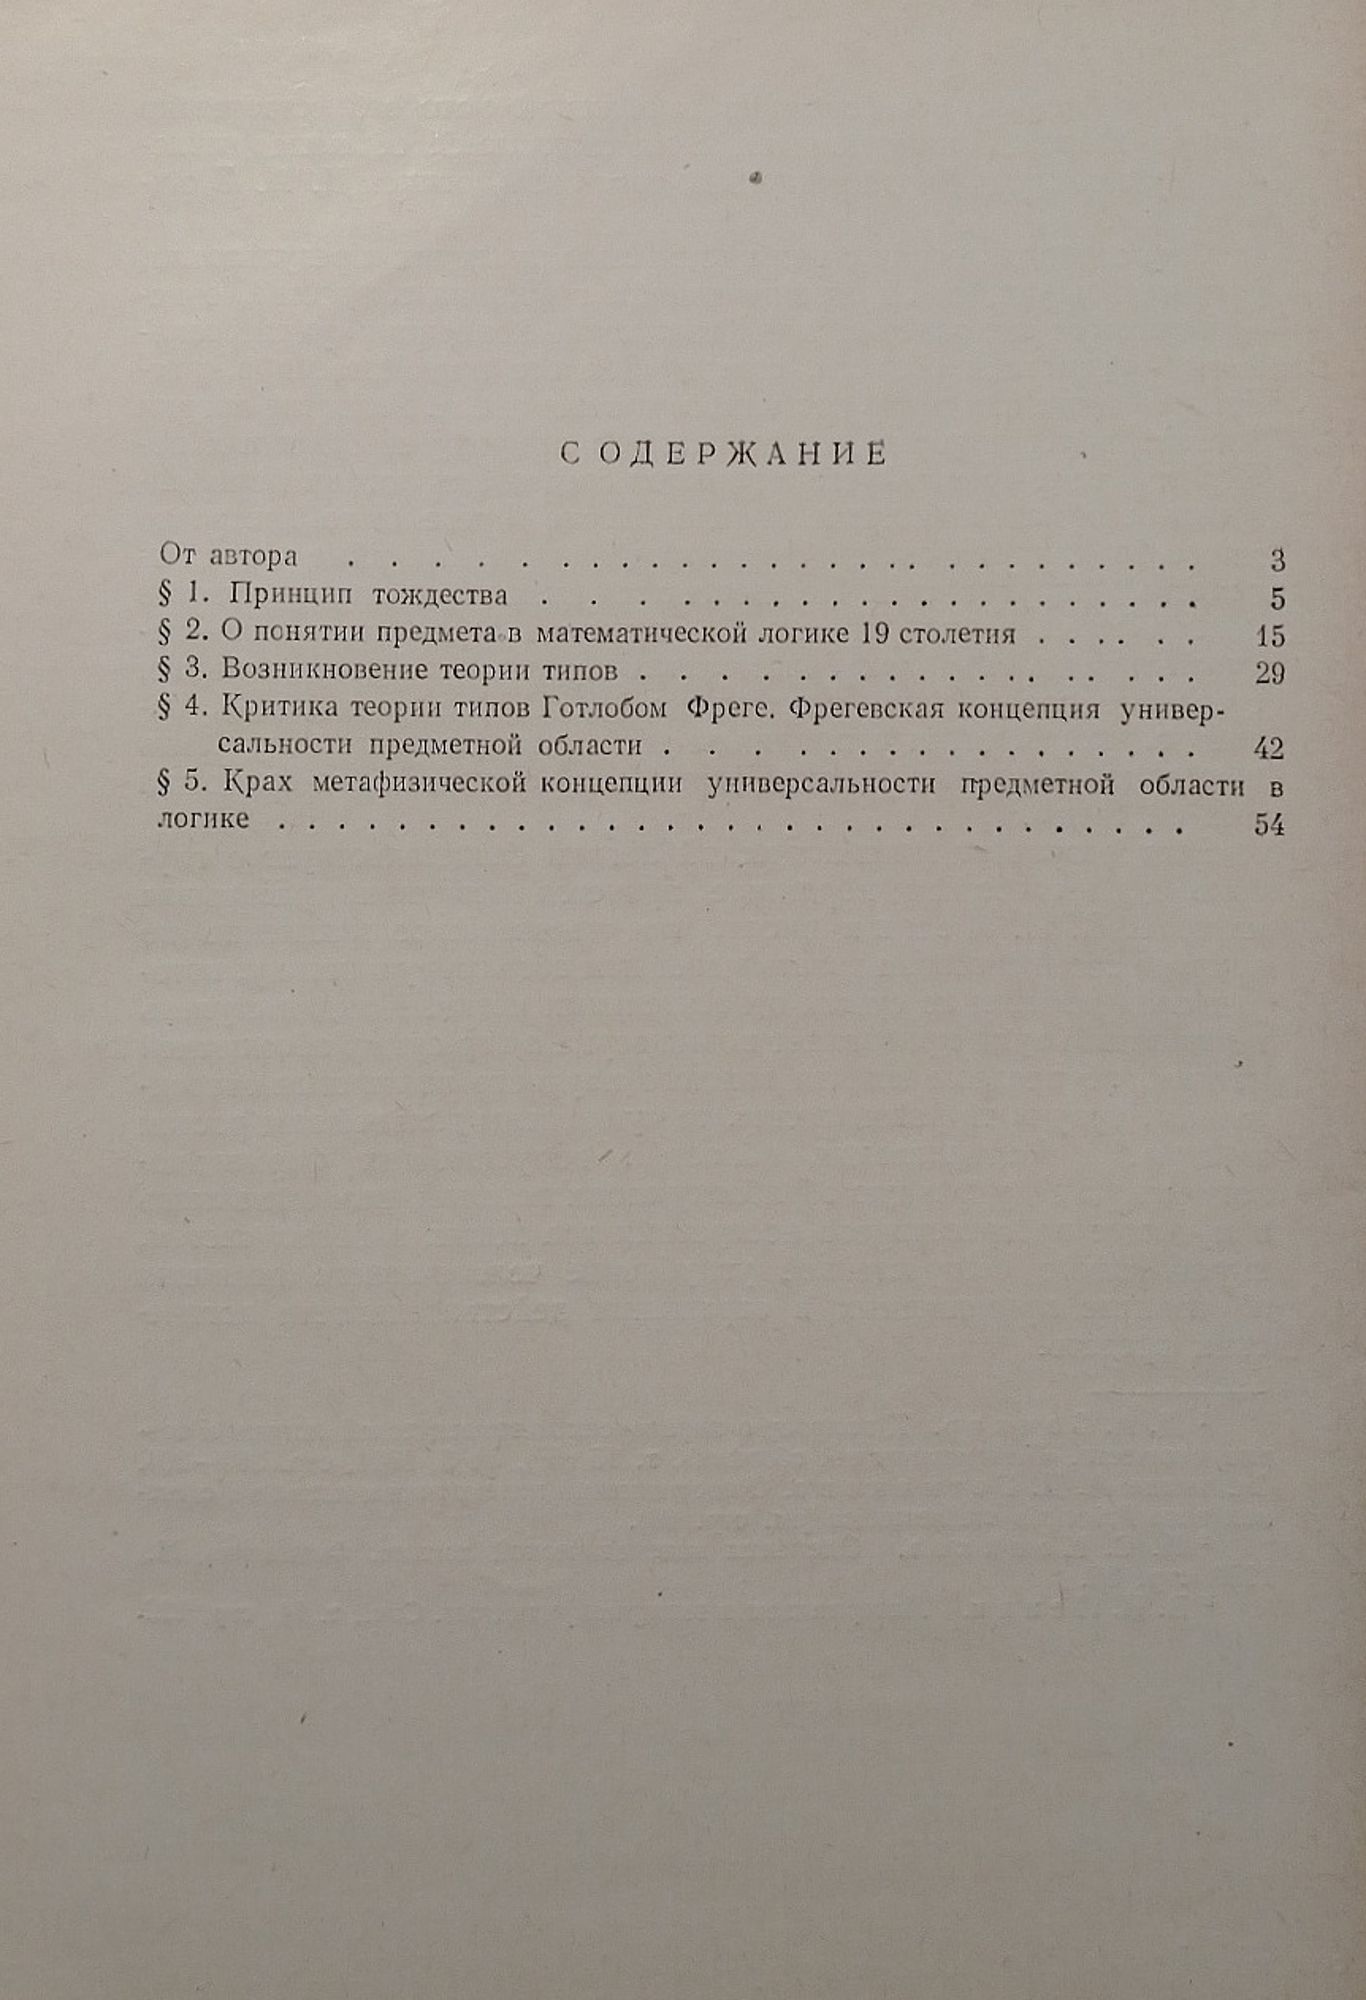 СОДЕРЖАНИЕ
От автора . . . . . . . . . . . . . . . . . . . . . . . . . . . 3
§ 1. Принцип тождества . . . . . . . . . . . . . . . . . . . . 5
§ 2. О понятии предмета в математической логике 19 столетия . . . . . . 15
§ 3. Возникновение теории типов . . . . . . . . . . . . . . . . . 29
§ 4. Критика теории типов Готлобом Фреге. Фрегевская концепция универ-
сальности предметной области . . . . . . . . . . . . . . . . . 42
§ 5. Крах метафизической концепции универсальности предметной области в
логике . . . . . . . . . . . . . . . . . . . . . . . . . . . . . . . 54